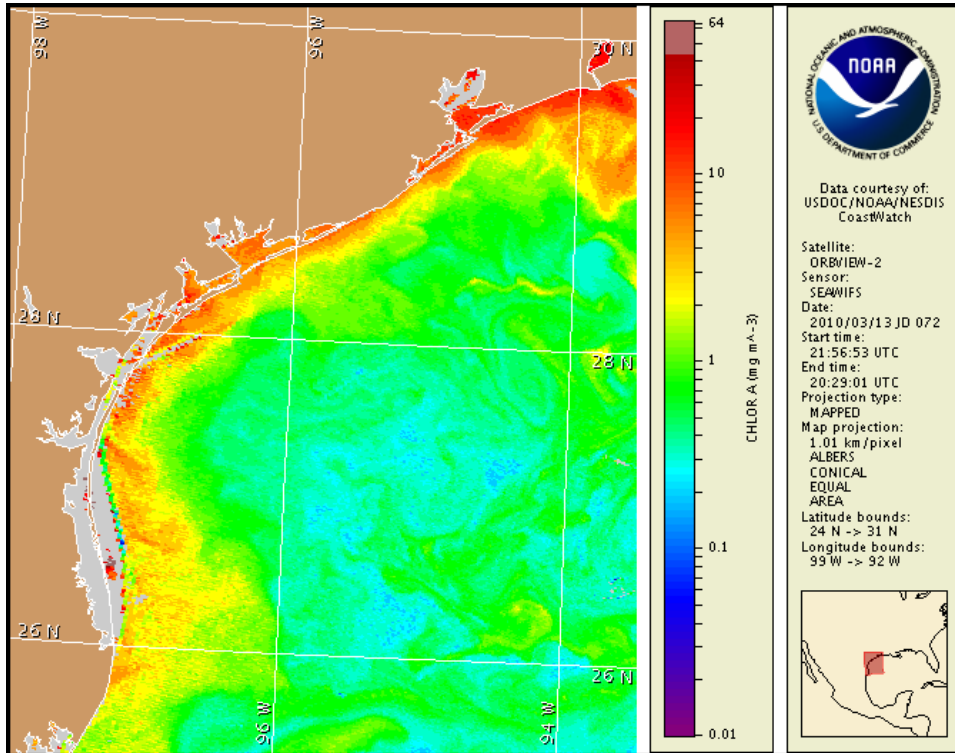 98 W
96 W
30 N
28 N
28 N
26 N
26 N
96 W
94 W
64
10
1
0.1
0.01
CHLOR A (mg m^-3)
NATIONAL OCEANIC AND ATMOSPHERIC ADMINISTRATION
NOAA
U.S. DEPARTMENT OF COMMERCE
Data courtesy of:
USDOC/NOAA/NESDIS
CoastWatch
Satellite:
ORBVIEW-2
Sensor:
SEAWIFS
Date:
2010/03/13 JD 072
Start time:
21:56:53 UTC
End time:
20:29:01 UTC
Projection type:
MAPPED
Map projection:
1.01 km/pixel
ALBERS
CONICAL
EQUAL
AREA
Latitude bounds:
24 N -> 31 N
Longitude bounds:
99 W -> 92 W